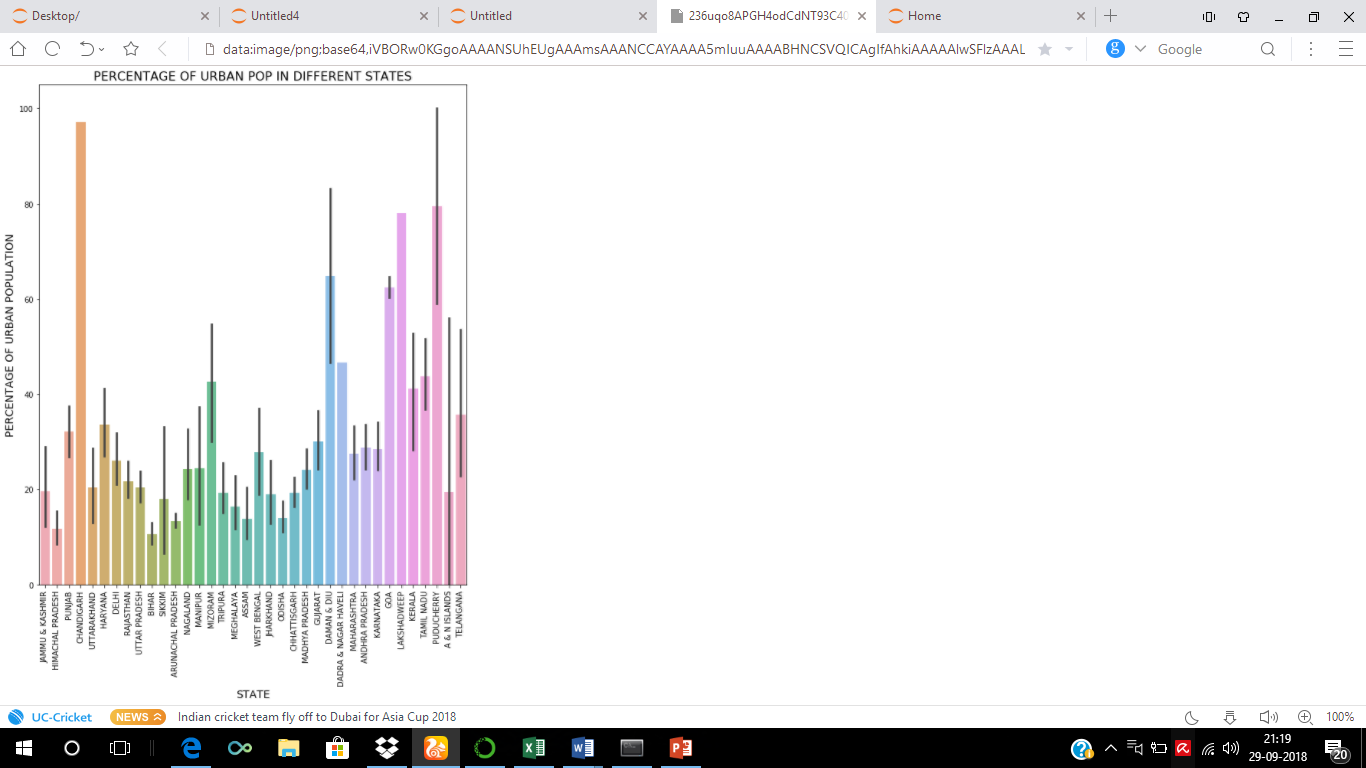 Desktop/
Untitled4
Untitled
236uqo8APGH4odCdNT93C4
Home
data:image/png;base64,iVBORw0KGgoAAAANSUhEUgAAAmsAAANCCAYAAAA5mIuuAAAABHNCSVQICAgIfAhkiAAAAAlwSFlzAAAL
Google
PERCENTAGE OF URBAN POP IN DIFFERENT STATES
100
80
60
40
20
0
PERCENTAGE OF URBAN POPULATION
JAMMU & KASHMIR
HIMACHAL PRADESH
PUNJAB
CHANDIGARH
UTTARAKHAND
HARYANA
DELHI
RAJASTHAN
UTTAR PRADESH
BIHAR
SIKKIM
ARUNACHAL PRADESH
NAGALAND
MANIPUR
MIZORAM
TRIPURA
MEGHALAYA
ASSAM
WEST BENGAL
JHARKHAND
ODISHA
CHHATTISGARH
MADHYA PRADESH
GUJARAT
DAMAN & DIU
DADRA & NAGAR HAVELI
MAHARASHTRA
ANDHRA PRADESH
KARNATAKA
GOA
LAKSHADWEEP
KERALA
TAMIL NADU
PUDUCHERRY
A & N ISLANDS
TELANGANA
STATE
UC-Cricket
NEWS
Indian cricket team fly off to Dubai for Asia Cup 2018
100%
21:19
29-09-2018
20